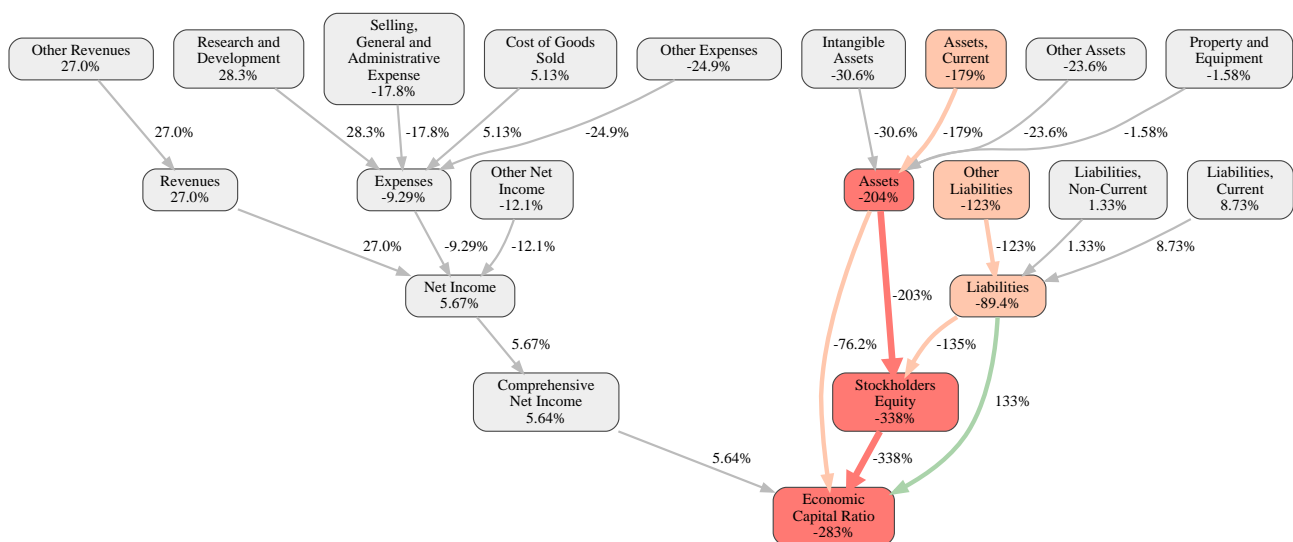 Other Revenues
27.0%
Research and
Development
28.3%
Selling,
General and
Administrative
Expense
-17.8%
Cost of Goods
Sold
5.13%
Other Expenses
-24.9%
Intangible
Assets
-30.6%
Assets,
Current
-179%
Other Assets
-23.6%
Property and
Equipment
-1.58%
27.0%
28.3%
-17.8%
5.13%
-24.9%
-30.6%
-179%
-23.6%
-1.58%
Revenues
27.0%
Expenses
-9.29%
Other Net
Income
-12.1%
Assets
-204%
Other
Liabilities
-123%
Liabilities,
Non-Current
1.33%
Liabilities,
Current
8.73%
27.0%
-9.29%
-12.1%
-123%
1.33%
8.73%
Net Income
5.67%
Liabilities
-89.4%
-203%
5.67%
-76.2%
-135%
Comprehensive
Net Income
5.64%
Stockholders
Equity
-338%
133%
5.64%
-338%
Economic
Capital Ratio
-283%